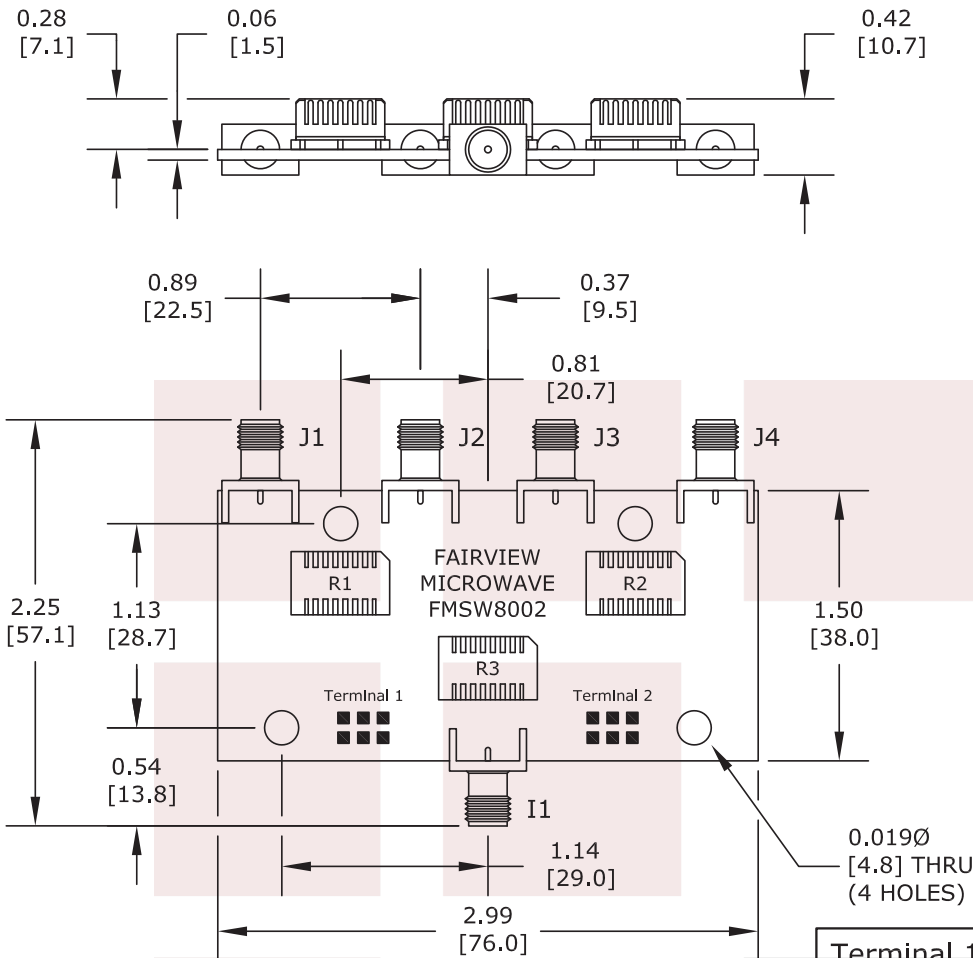 0.28
[7.1]
0.06
[1.5]
0.42
[10.7]
0.89
[22.5]
0.37
[9.5]
0.81
[20.7]
J1
J2
J3
J4
FAIRVIEW
MICROWAVE
FMSW8002
R1
R2
R3
2.25
[57.1]
1.13
[28.7]
1.50
[38.0]
Terminal 1
Terminal 2
0.54
[13.8]
I1
1.14
[29.0]
0.019Ø
[4.8] THRU
(4 HOLES)
2.99
[76.0]
Terminal 1